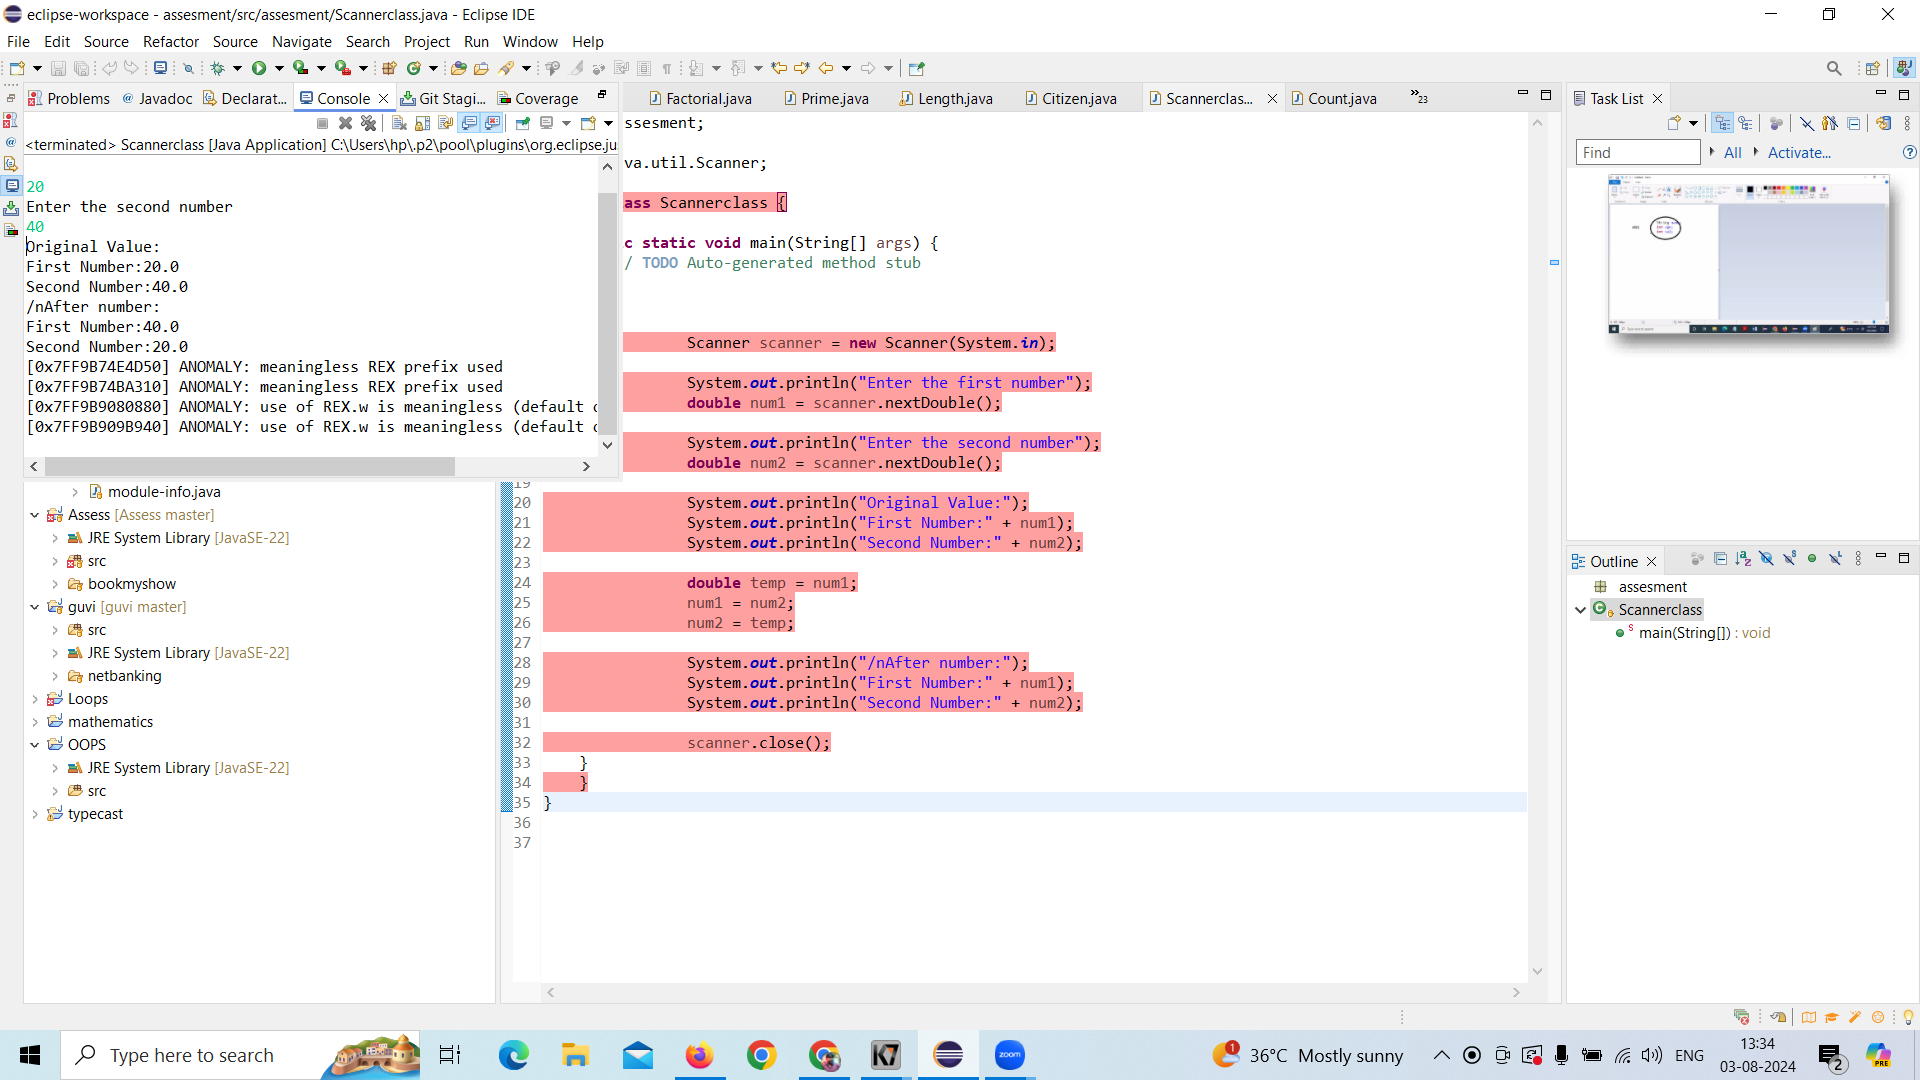 eclipse-workspace - assesment/src/assesment/Scannerclass.java - Eclipse IDE
File Edit Source Refactor Source Navigate Search Project Run Window Help
Problems Javadoc Declarat... Console Git Stagi... Coverage
Factorial.java Prime.java Length.java Citizen.java Scannerclas... Count.java 23
Task List
<terminated> Scannerclass [Java Application] C:\Users\hp\.p2\pool\plugins\org.eclipse.ju
20
Enter the second number
40
Original Value:
First Number:20.0
Second Number:40.0
/nAfter number:
First Number:40.0
Second Number:20.0
[0x7FF9B74E4D50] ANOMALY: meaningless REX prefix used
[0x7FF9B74BA310] ANOMALY: meaningless REX prefix used
[0x7FF9B9080880] ANOMALY: use of REX.w is meaningless (default
[0x7FF9B909B940] ANOMALY: use of REX.w is meaningless (default
module-info.java
Assess [Assess master]
JRE System Library [JavaSE-22]
src
bookmyshow
guvi [guvi master]
src
JRE System Library [JavaSE-22]
netbanking
Loops
mathematics
OOPS
JRE System Library [JavaSE-22]
src
typecast
ssesment;
va.util.Scanner;
ass Scannerclass {
c static void main(String[] args) {
/ TODO Auto-generated method stub
Scanner scanner = new Scanner(System.in);
System.out.println("Enter the first number");
double num1 = scanner.nextDouble();
System.out.println("Enter the second number");
double num2 = scanner.nextDouble();
19
20 System.out.println("Original Value:");
21 System.out.println("First Number:" + num1);
22 System.out.println("Second Number:" + num2);
23
24 double temp = num1;
25 num1 = num2;
26 num2 = temp;
27
28 System.out.println("/nAfter number:");
29 System.out.println("First Number:" + num1);
30 System.out.println("Second Number:" + num2);
31
32 scanner.close();
33 }
34 }
35 }
36
37
Find All Activate...
Outline
assesment
Scannerclass
main(String[]) : void
Type here to search
zoom
1 36°C Mostly sunny
ENG
13:34
03-08-2024
2
PRE